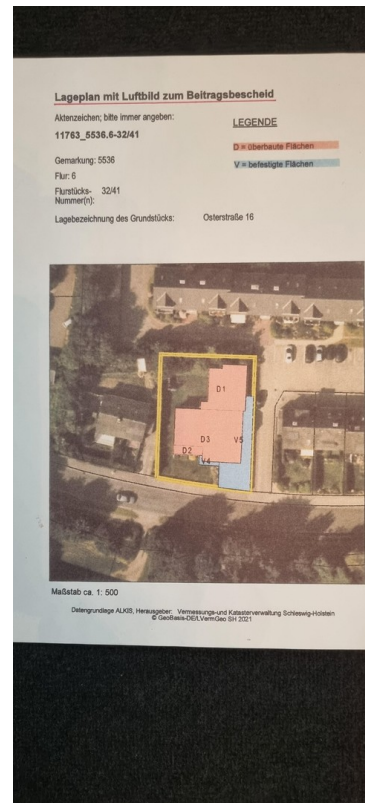 Lageplan mit Luftbild zum Beitragsbescheid
Aktenzeichen; bitte immer angeben:
11763_5536.6-32/41
LEGENDE
D = überbaute Flächen
V = befestigte Flächen
Gemarkung: 5536
Flur: 6
Flurstücks- 32/41
Nummer(n):
Lagebezeichnung des Grundstücks: Osterstraße 16
D1
D3 V5
D2
V4
Maßstab ca. 1: 500
Datengrundlage ALKIS, Herausgeber: Vermessungs-und Katasterverwaltung Schleswig-Holstein
© GeoBasis-DE/LVermGeo SH 2021